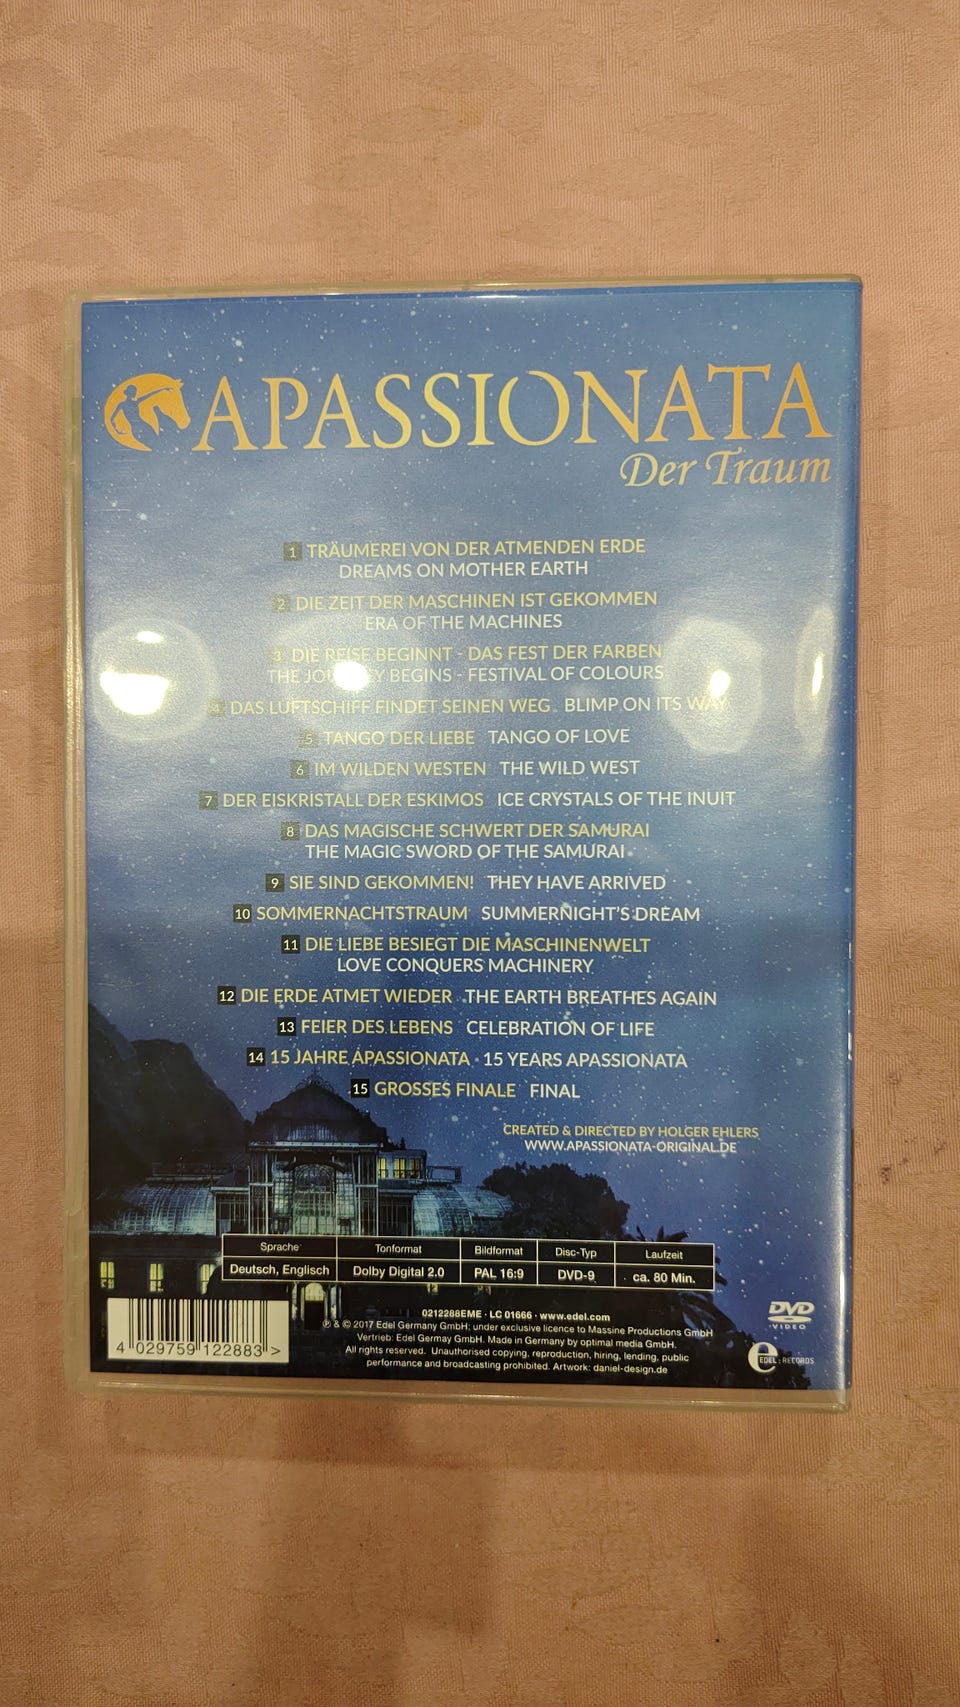 APASSIONATA
Der Traum
1 TRÄUMEREI VON DER ATMENDEN ERDE
DREAMS ON MOTHER EARTH
2 DIE ZEIT DER MASCHINEN IST GEKOMMEN
ERA OF THE MACHINES
3 DIE REISE BEGINNT - DAS FEST DER FARBEN
THE JOURNEY BEGINS - FESTIVAL OF COLOURS
4 DAS LUFTSCHIFF FINDET SEINEN WEG BLIMP ON ITS WAY
5 TANGO DER LIEBE TANGO OF LOVE
6 IM WILDEN WESTEN THE WILD WEST
7 DER EISKRISTALL DER ESKIMOS ICE CRYSTALS OF THE INUIT
8 DAS MAGISCHE SCHWERT DER SAMURAI
THE MAGIC SWORD OF THE SAMURAI
9 SIE SIND GEKOMMEN! THEY HAVE ARRIVED
10 SOMMERNACHTSTRAUM SUMMERNIGHT'S DREAM
11 DIE LIEBE BESIEGT DIE MASCHINENWELT
LOVE CONQUERS MACHINERY
12 DIE ERDE ATMET WIEDER THE EARTH BREATHES AGAIN
13 FEIER DES LEBENS CELEBRATION OF LIFE
14 15 JAHRE APASSIONATA 15 YEARS APASSIONATA
15 GROSSES FINALE FINAL
CREATED & DIRECTED BY HOLGER EHLERS
WWW.APASSIONATA-ORIGINAL.DE
Sprache Tonformat Bildformat Disc-Typ Laufzeit
Deutsch, Englisch Dolby Digital 2.0 PAL 16:9 DVD-9 ca. 80 Min.
0212288EME · LC 01666 · www.edel.com
℗ & © 2017 Edel Germany GmbH; under exclusive licence to Massine Productions GmbH
Vertrieb: Edel Germay GmbH. Made in Germany by optimal media GmbH.
All rights reserved. Unauthorised copying, reproduction, hiring, lending, public
performance and broadcasting prohibited. Artwork: daniel-design.de
4 029759 122883 >
DVD
VIDEO
e
EDEL:RECORDS